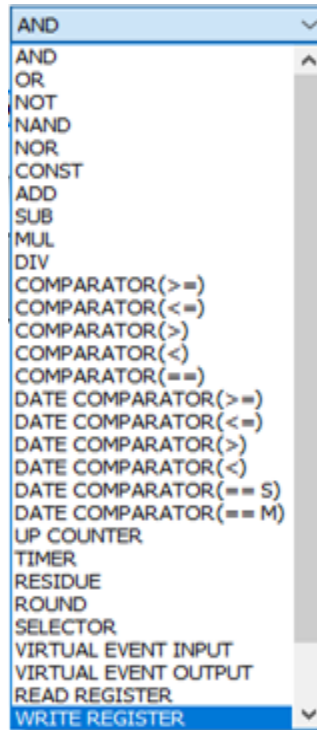 AND
AND
OR
NOT
NAND
NOR
CONST
ADD
SUB
MUL
DIV
COMPARATOR(>=)
COMPARATOR(<=)
COMPARATOR(>)
COMPARATOR(<)
COMPARATOR(==)
DATE COMPARATOR(>=)
DATE COMPARATOR(<=)
DATE COMPARATOR(>)
DATE COMPARATOR(<)
DATE COMPARATOR(== S)
DATE COMPARATOR(== M)
UP COUNTER
TIMER
RESIDUE
ROUND
SELECTOR
VIRTUAL EVENT INPUT
VIRTUAL EVENT OUTPUT
READ REGISTER
WRITE REGISTER